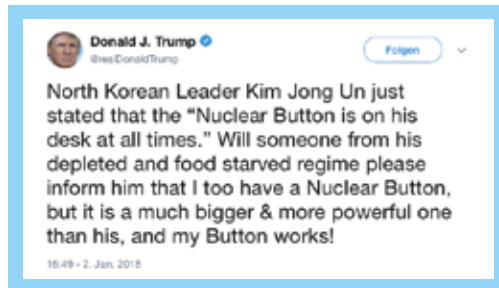 Donald J. Trump
@realDonaldTrump
Folgen
North Korean Leader Kim Jong Un just
stated that the “Nuclear Button is on his
desk at all times.” Will someone from his
depleted and food starved regime please
inform him that I too have a Nuclear Button,
but it is a much bigger & more powerful one
than his, and my Button works!
16:49 - 2. Jan. 2018